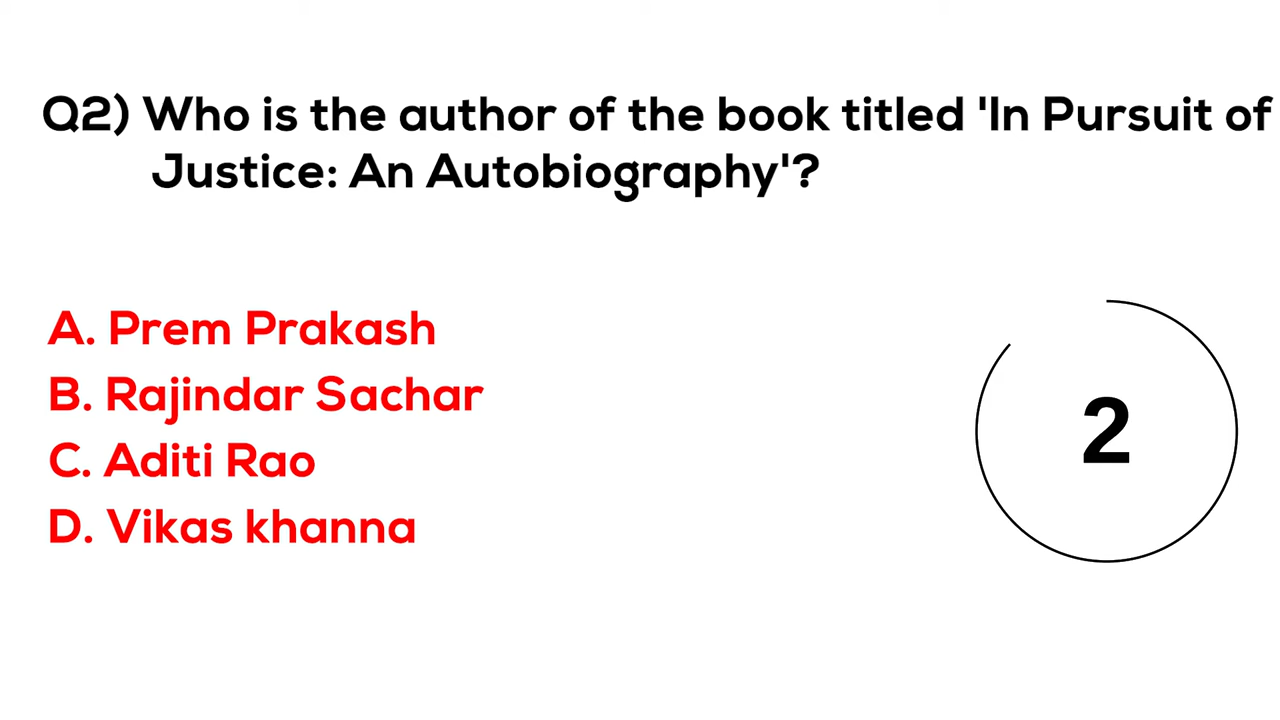 Q2) Who is the author of the book titled 'In Pursuit of
Justice: An Autobiography'?
A. Prem Prakash
B. Rajindar Sachar
C. Aditi Rao
D. Vikas khanna
2